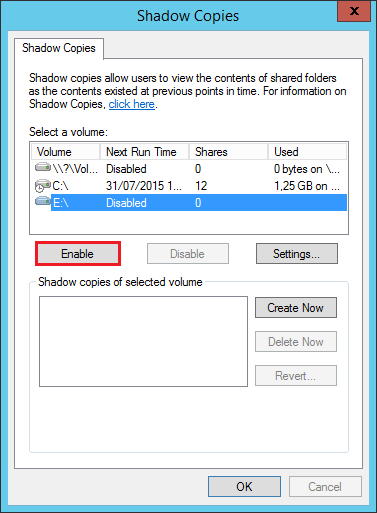 Shadow Copies
x
Shadow Copies
Shadow copies allow users to view the contents of shared folders
as the contents existed at previous points in time. For information on
Shadow Copies, click here.
Select a volume:
Volume Next Run Time Shares Used
\\?\Vol... Disabled 0 0 bytes on \...
C:\ 31/07/2015 1... 12 1,25 GB on ...
E:\ Disabled 0
Enable Disable Settings...
Shadow copies of selected volume
Create Now
Delete Now
Revert...
OK Cancel